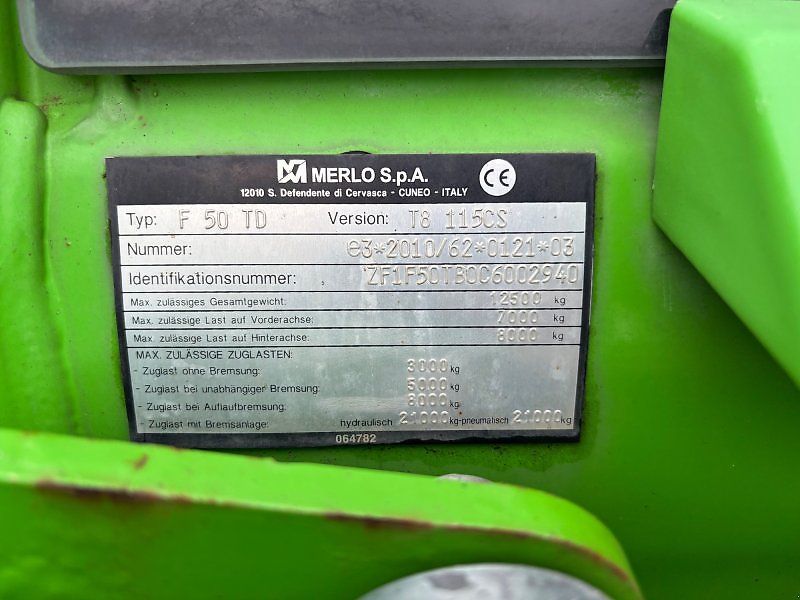 MERLO S.p.A.
12010 S. Defendente di Cervasca - CUNEO - ITALY
CE
Typ: F 50 TD Version: T8 115CS
Nummer: e3*2010/62*0121*03
Identifikationsnummer: ZF1F50TB0C6002940
Max. zulässiges Gesamtgewicht: 12500 kg
Max. zulässige Last auf Vorderachse: 7000 kg
Max. zulässige Last auf Hinterachse: 8000 kg
MAX. ZULÄSSIGE ZUGLASTEN:
- Zuglast ohne Bremsung: 3000 kg
- Zuglast bei unabhängiger Bremsung: 5000 kg
- Zuglast bei Auflaufbremsung: 8000 kg
- Zuglast mit Bremsanlage: hydraulisch 21000 kg-pneumatisch 21000 kg
064782